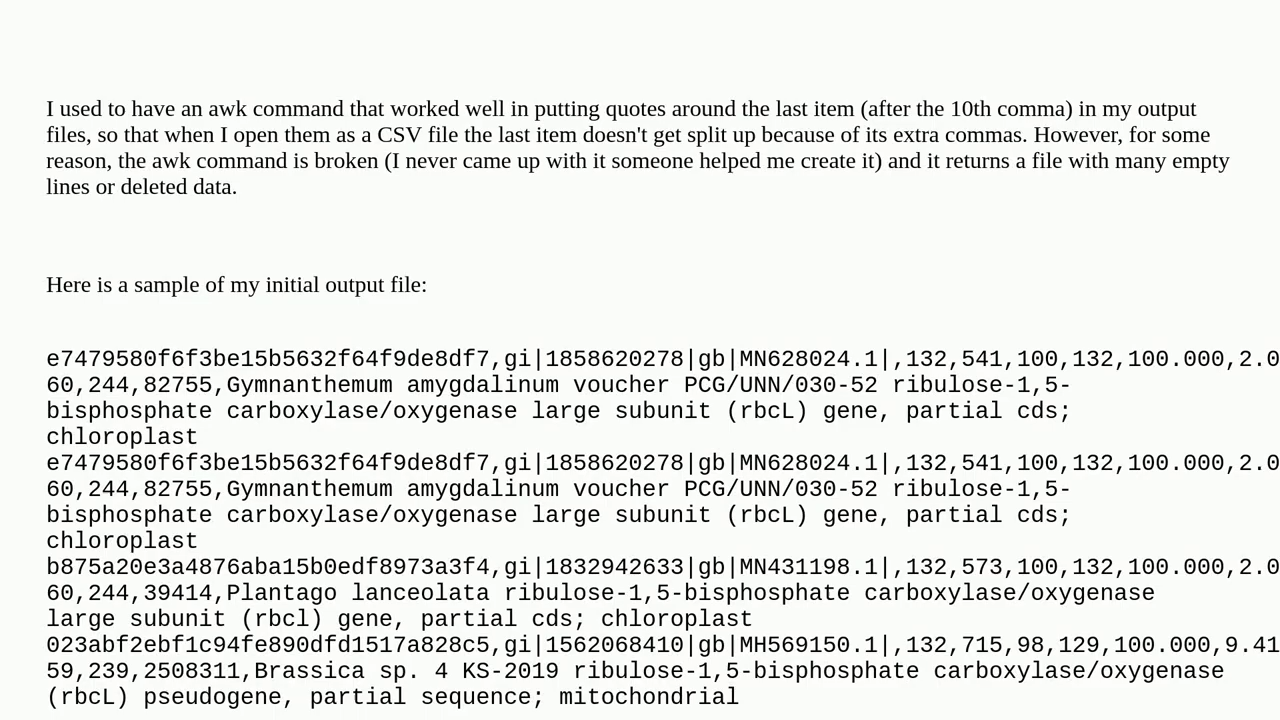 I used to have an awk command that worked well in putting quotes around the last item (after the 10th comma) in my output
files, so that when I open them as a CSV file the last item doesn't get split up because of its extra commas. However, for some
reason, the awk command is broken (I never came up with it someone helped me create it) and it returns a file with many empty
lines or deleted data.
Here is a sample of my initial output file:
e7479580f6f3be15b5632f64f9de8df7,gi|1858620278|gb|MN628024.1|,132,541,100,132,100.000,2.0
60,244,82755,Gymnanthemum amygdalinum voucher PCG/UNN/030-52 ribulose-1,5-
bisphosphate carboxylase/oxygenase large subunit (rbcL) gene, partial cds;
chloroplast
e7479580f6f3be15b5632f64f9de8df7,gi|1858620278|gb|MN628024.1|,132,541,100,132,100.000,2.0
60,244,82755,Gymnanthemum amygdalinum voucher PCG/UNN/030-52 ribulose-1,5-
bisphosphate carboxylase/oxygenase large subunit (rbcL) gene, partial cds;
chloroplast
b875a20e3a4876aba15b0edf8973a3f4,gi|1832942633|gb|MN431198.1|,132,573,100,132,100.000,2.0
60,244,39414,Plantago lanceolata ribulose-1,5-bisphosphate carboxylase/oxygenase
large subunit (rbcl) gene, partial cds; chloroplast
023abf2ebf1c94fe890dfd1517a828c5,gi|1562068410|gb|MH569150.1|,132,715,98,129,100.000,9.41
59,239,2508311,Brassica sp. 4 KS-2019 ribulose-1,5-bisphosphate carboxylase/oxygenase
(rbcL) pseudogene, partial sequence; mitochondrial